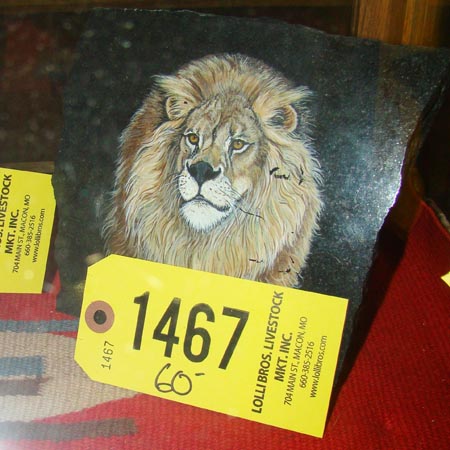 OS. LIVESTOCK
MKT. INC.
704 MAIN ST. MACON, MO
660-385-2516
www.lollibros.com
1467
1467
60-
LOLLI BROS. LIVESTOCK
MKT. INC.
704 MAIN ST., MACON, MO
660-385-2516
www.lollibros.com